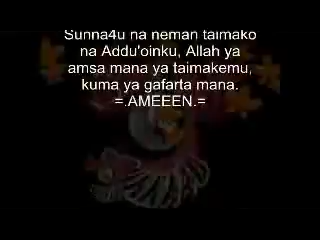 Sunna4u na neman taimako
na Addu'oinku, Allah ya
amsa mana ya taimakemu,
kuma ya gafarta mana.
=.AMEEEN.=